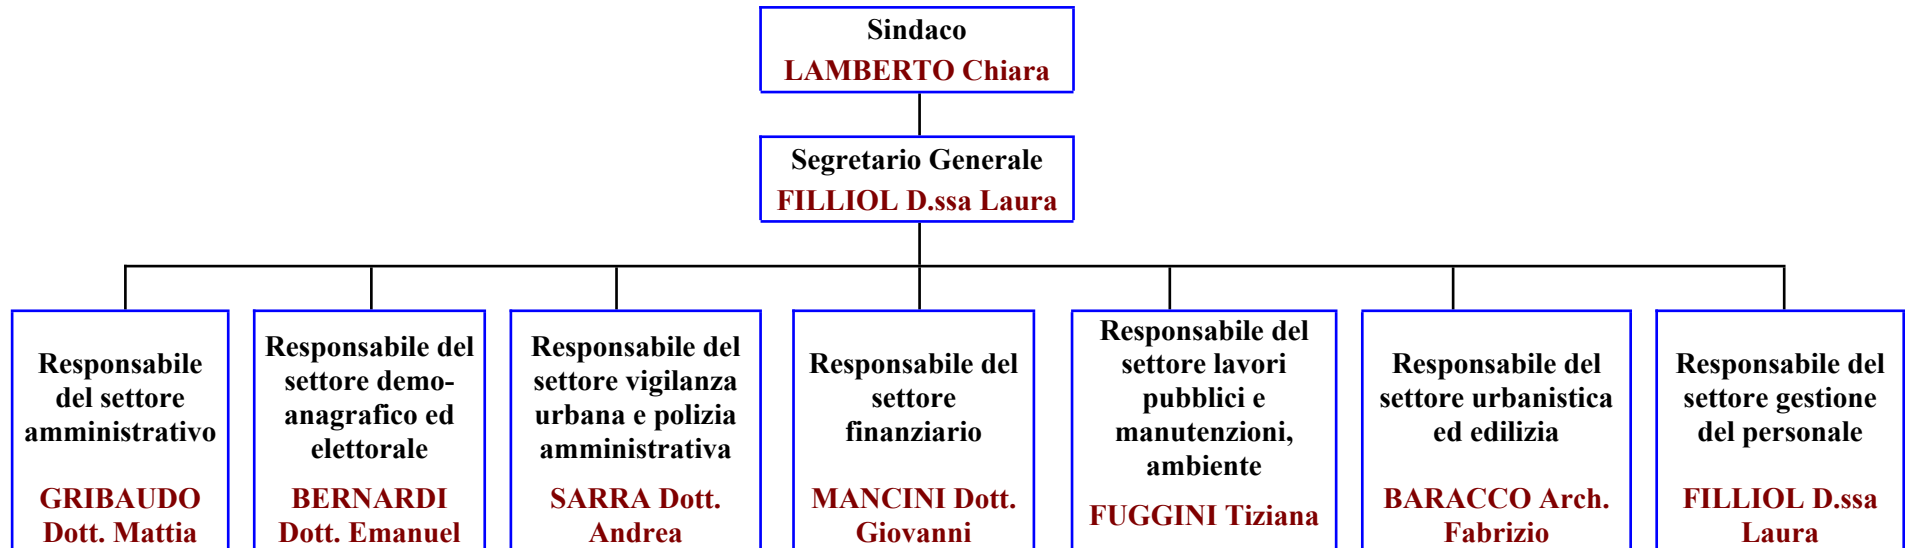 Sindaco
LAMBERTO Chiara
Segretario Generale
FILLIOL D.ssa Laura
Responsabile
del settore
amministrativo
GRIBAUDO
Dott. Mattia
Responsabile del
settore demo-
anagrafico ed
elettorale
BERNARDI
Dott. Emanuel
Responsabile del
settore vigilanza
urbana e polizia
amministrativa
SARRA Dott.
Andrea
Responsabile del
settore
finanziario
MANCINI Dott.
Giovanni
Responsabile del
settore lavori
pubblici e
manutenzioni,
ambiente
FUGGINI Tiziana
Responsabile del
settore urbanistica
ed edilizia
BARACCO Arch.
Fabrizio
Responsabile del
settore gestione
del personale
FILLIOL D.ssa
Laura